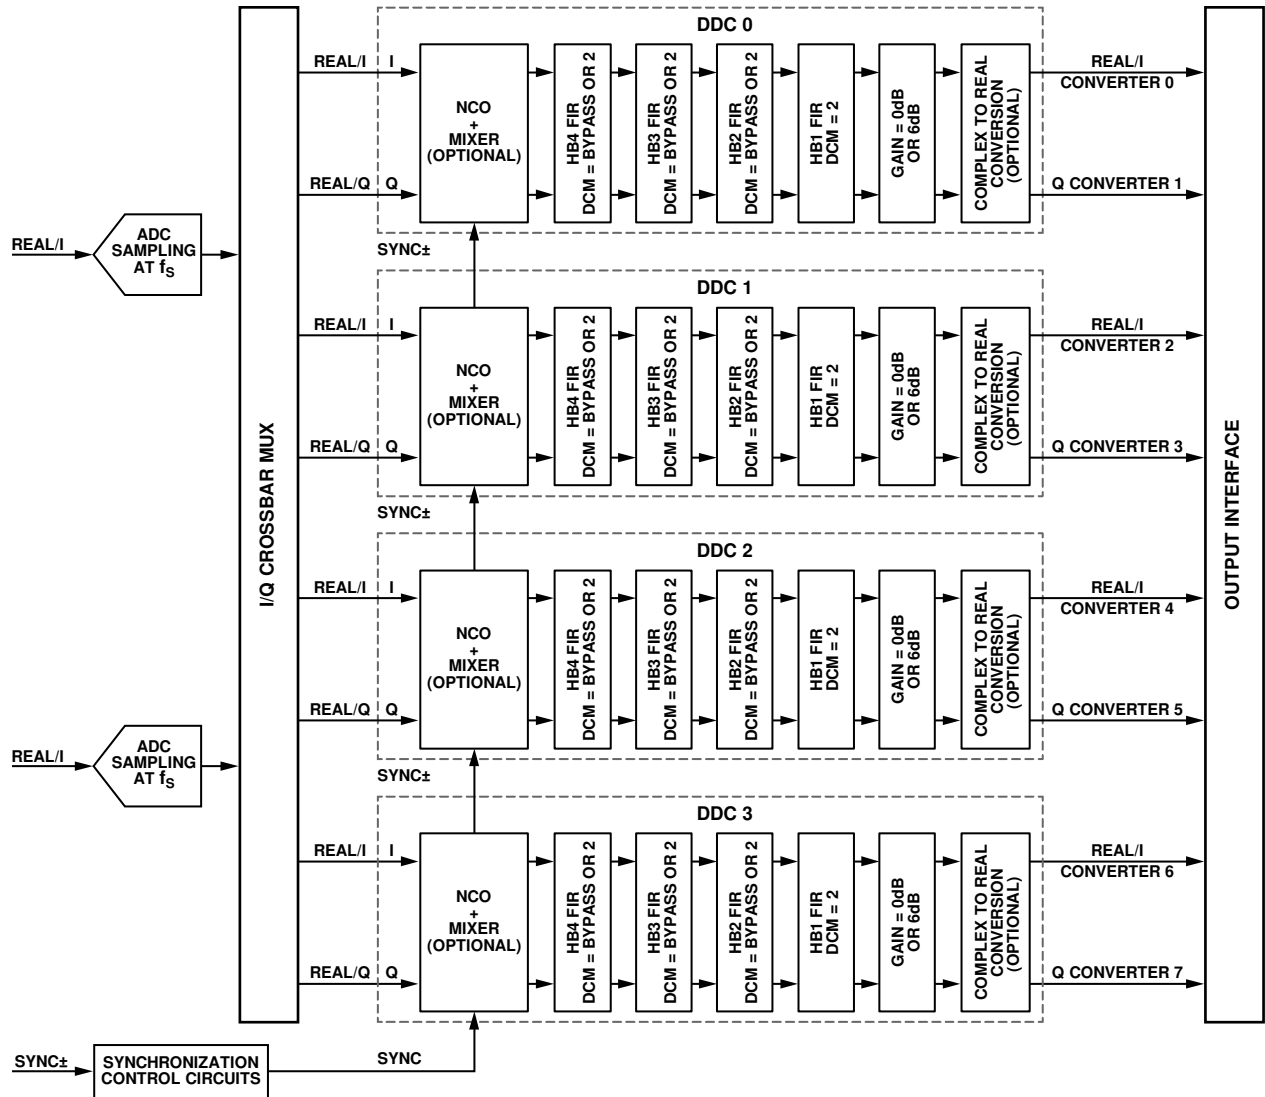 DDC 0
REAL/I I
REAL/Q Q
NCO
+
MIXER
(OPTIONAL)
HB4 FIR
DCM = BYPASS OR 2
HB3 FIR
DCM = BYPASS OR 2
HB2 FIR
DCM = BYPASS OR 2
HB1 FIR
DCM = 2
GAIN = 0dB
OR 6dB
COMPLEX TO REAL
CONVERSION
(OPTIONAL)
REAL/I
CONVERTER 0
Q CONVERTER 1
SYNC±
REAL/I
ADC
SAMPLING
AT fS
I/Q CROSSBAR MUX
DDC 1
REAL/I I
REAL/Q Q
NCO
+
MIXER
(OPTIONAL)
HB4 FIR
DCM = BYPASS OR 2
HB3 FIR
DCM = BYPASS OR 2
HB2 FIR
DCM = BYPASS OR 2
HB1 FIR
DCM = 2
GAIN = 0dB
OR 6dB
COMPLEX TO REAL
CONVERSION
(OPTIONAL)
REAL/I
CONVERTER 2
Q CONVERTER 3
SYNC±
OUTPUT INTERFACE
DDC 2
REAL/I I
REAL/Q Q
NCO
+
MIXER
(OPTIONAL)
HB4 FIR
DCM = BYPASS OR 2
HB3 FIR
DCM = BYPASS OR 2
HB2 FIR
DCM = BYPASS OR 2
HB1 FIR
DCM = 2
GAIN = 0dB
OR 6dB
COMPLEX TO REAL
CONVERSION
(OPTIONAL)
REAL/I
CONVERTER 4
Q CONVERTER 5
SYNC±
REAL/I
ADC
SAMPLING
AT fS
DDC 3
REAL/I I
REAL/Q Q
NCO
+
MIXER
(OPTIONAL)
HB4 FIR
DCM = BYPASS OR 2
HB3 FIR
DCM = BYPASS OR 2
HB2 FIR
DCM = BYPASS OR 2
HB1 FIR
DCM = 2
GAIN = 0dB
OR 6dB
COMPLEX TO REAL
CONVERSION
(OPTIONAL)
REAL/I
CONVERTER 6
Q CONVERTER 7
SYNC±
SYNCHRONIZATION
CONTROL CIRCUITS
SYNC